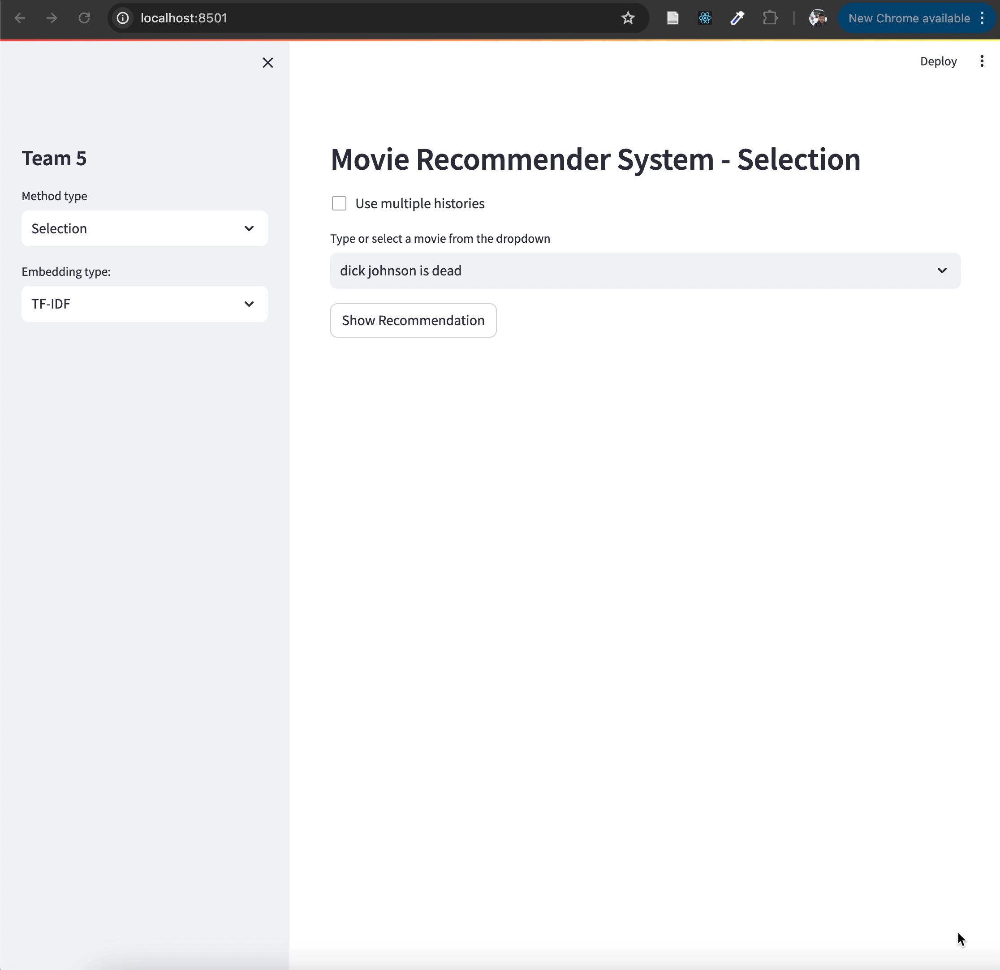 localhost:8501
New Chrome available
Deploy
Team 5
Method type
Selection
Embedding type:
TF-IDF
Movie Recommender System - Selection
Use multiple histories
Type or select a movie from the dropdown
dick johnson is dead
Show Recommendation